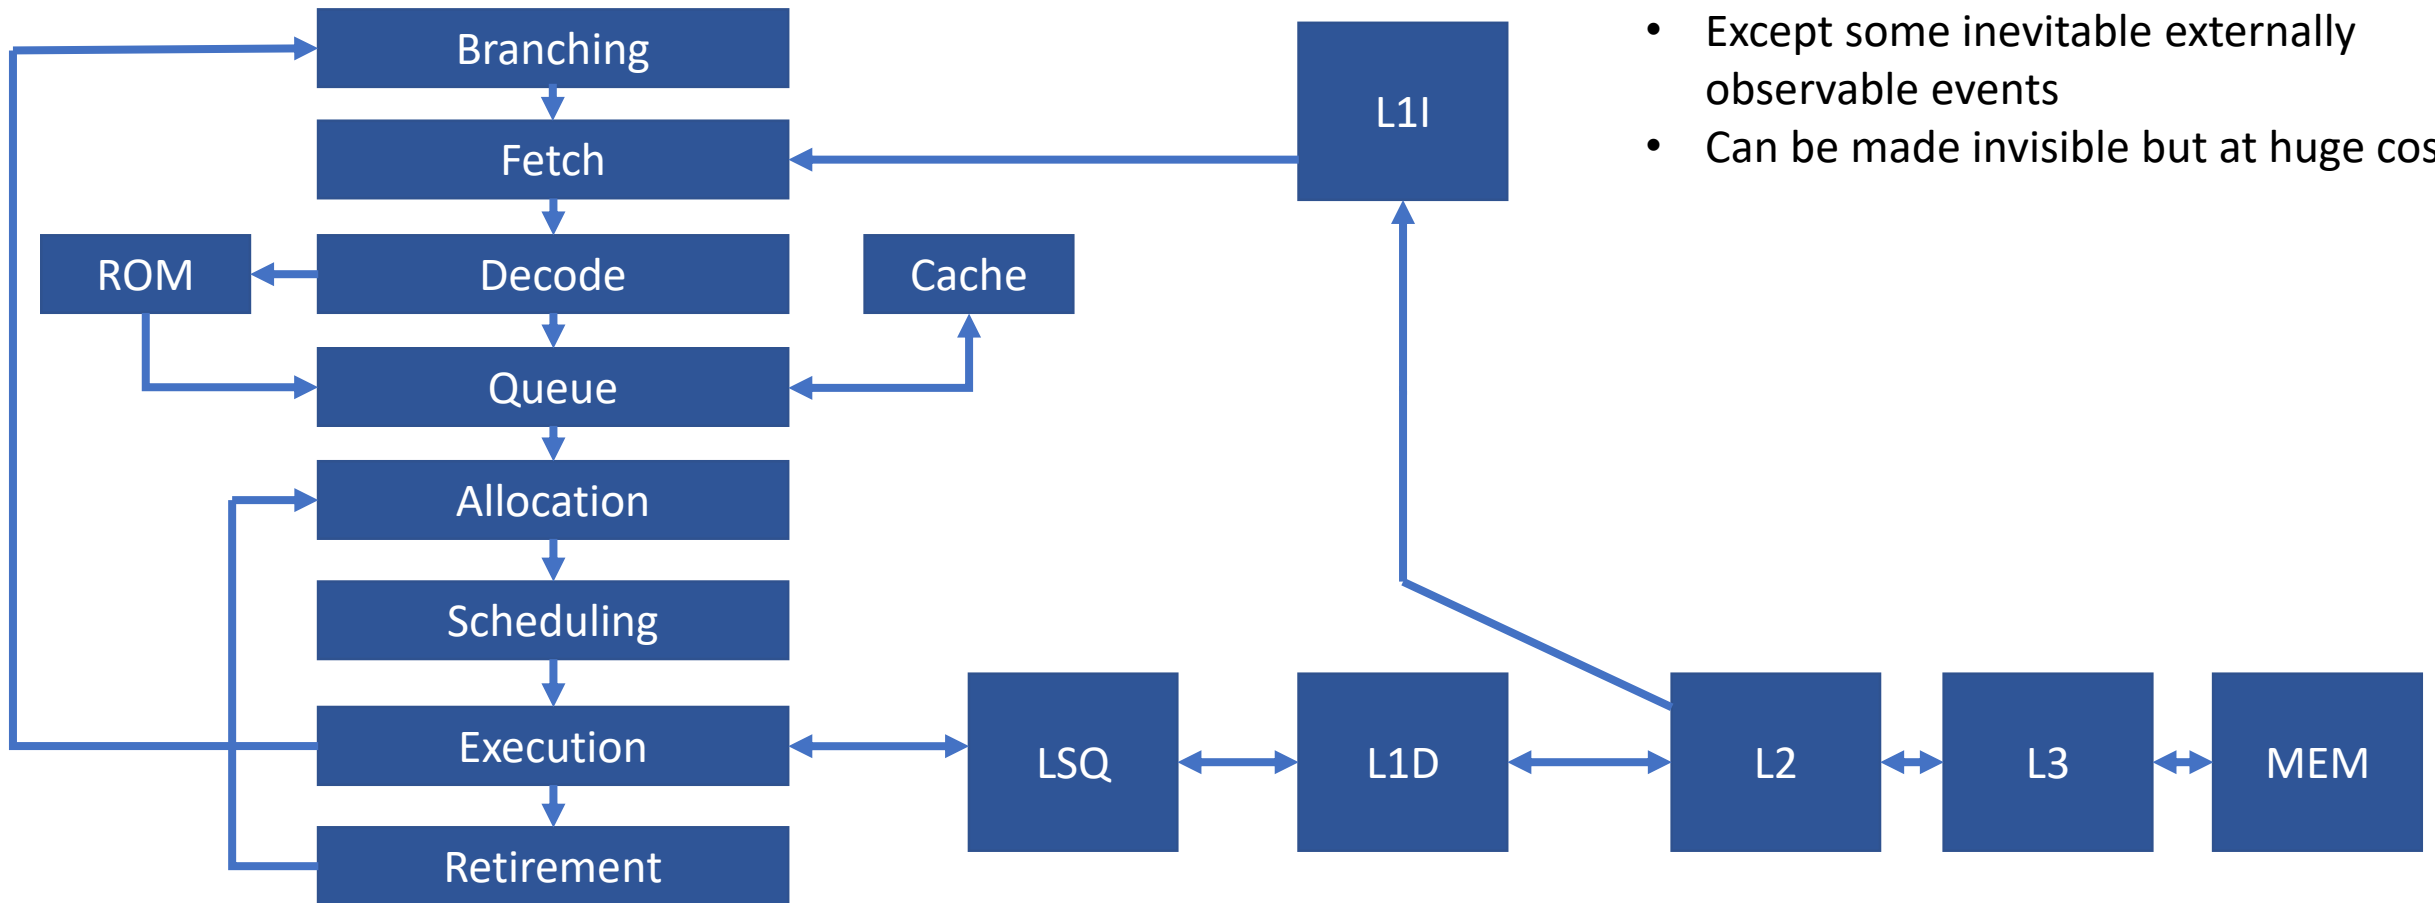 Branching
Fetch
Decode
Queue
Allocation
Scheduling
Execution
Retirement
ROM
Cache
L1I
LSQ
L1D
L2
L3
MEM
• Except some inevitable externally
observable events
• Can be made invisible but at huge